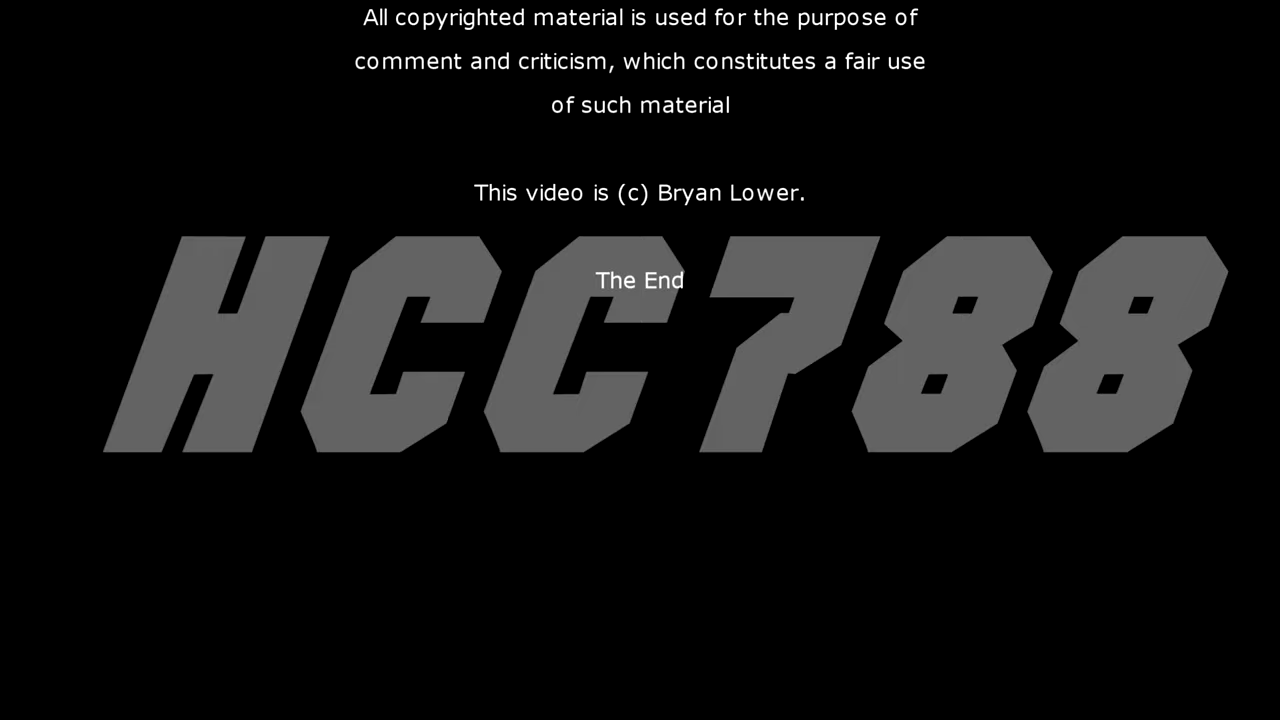 All copyrighted material is used for the purpose of
comment and criticism, which constitutes a fair use
of such material
This video is (c) Bryan Lower.
The End
HCC788